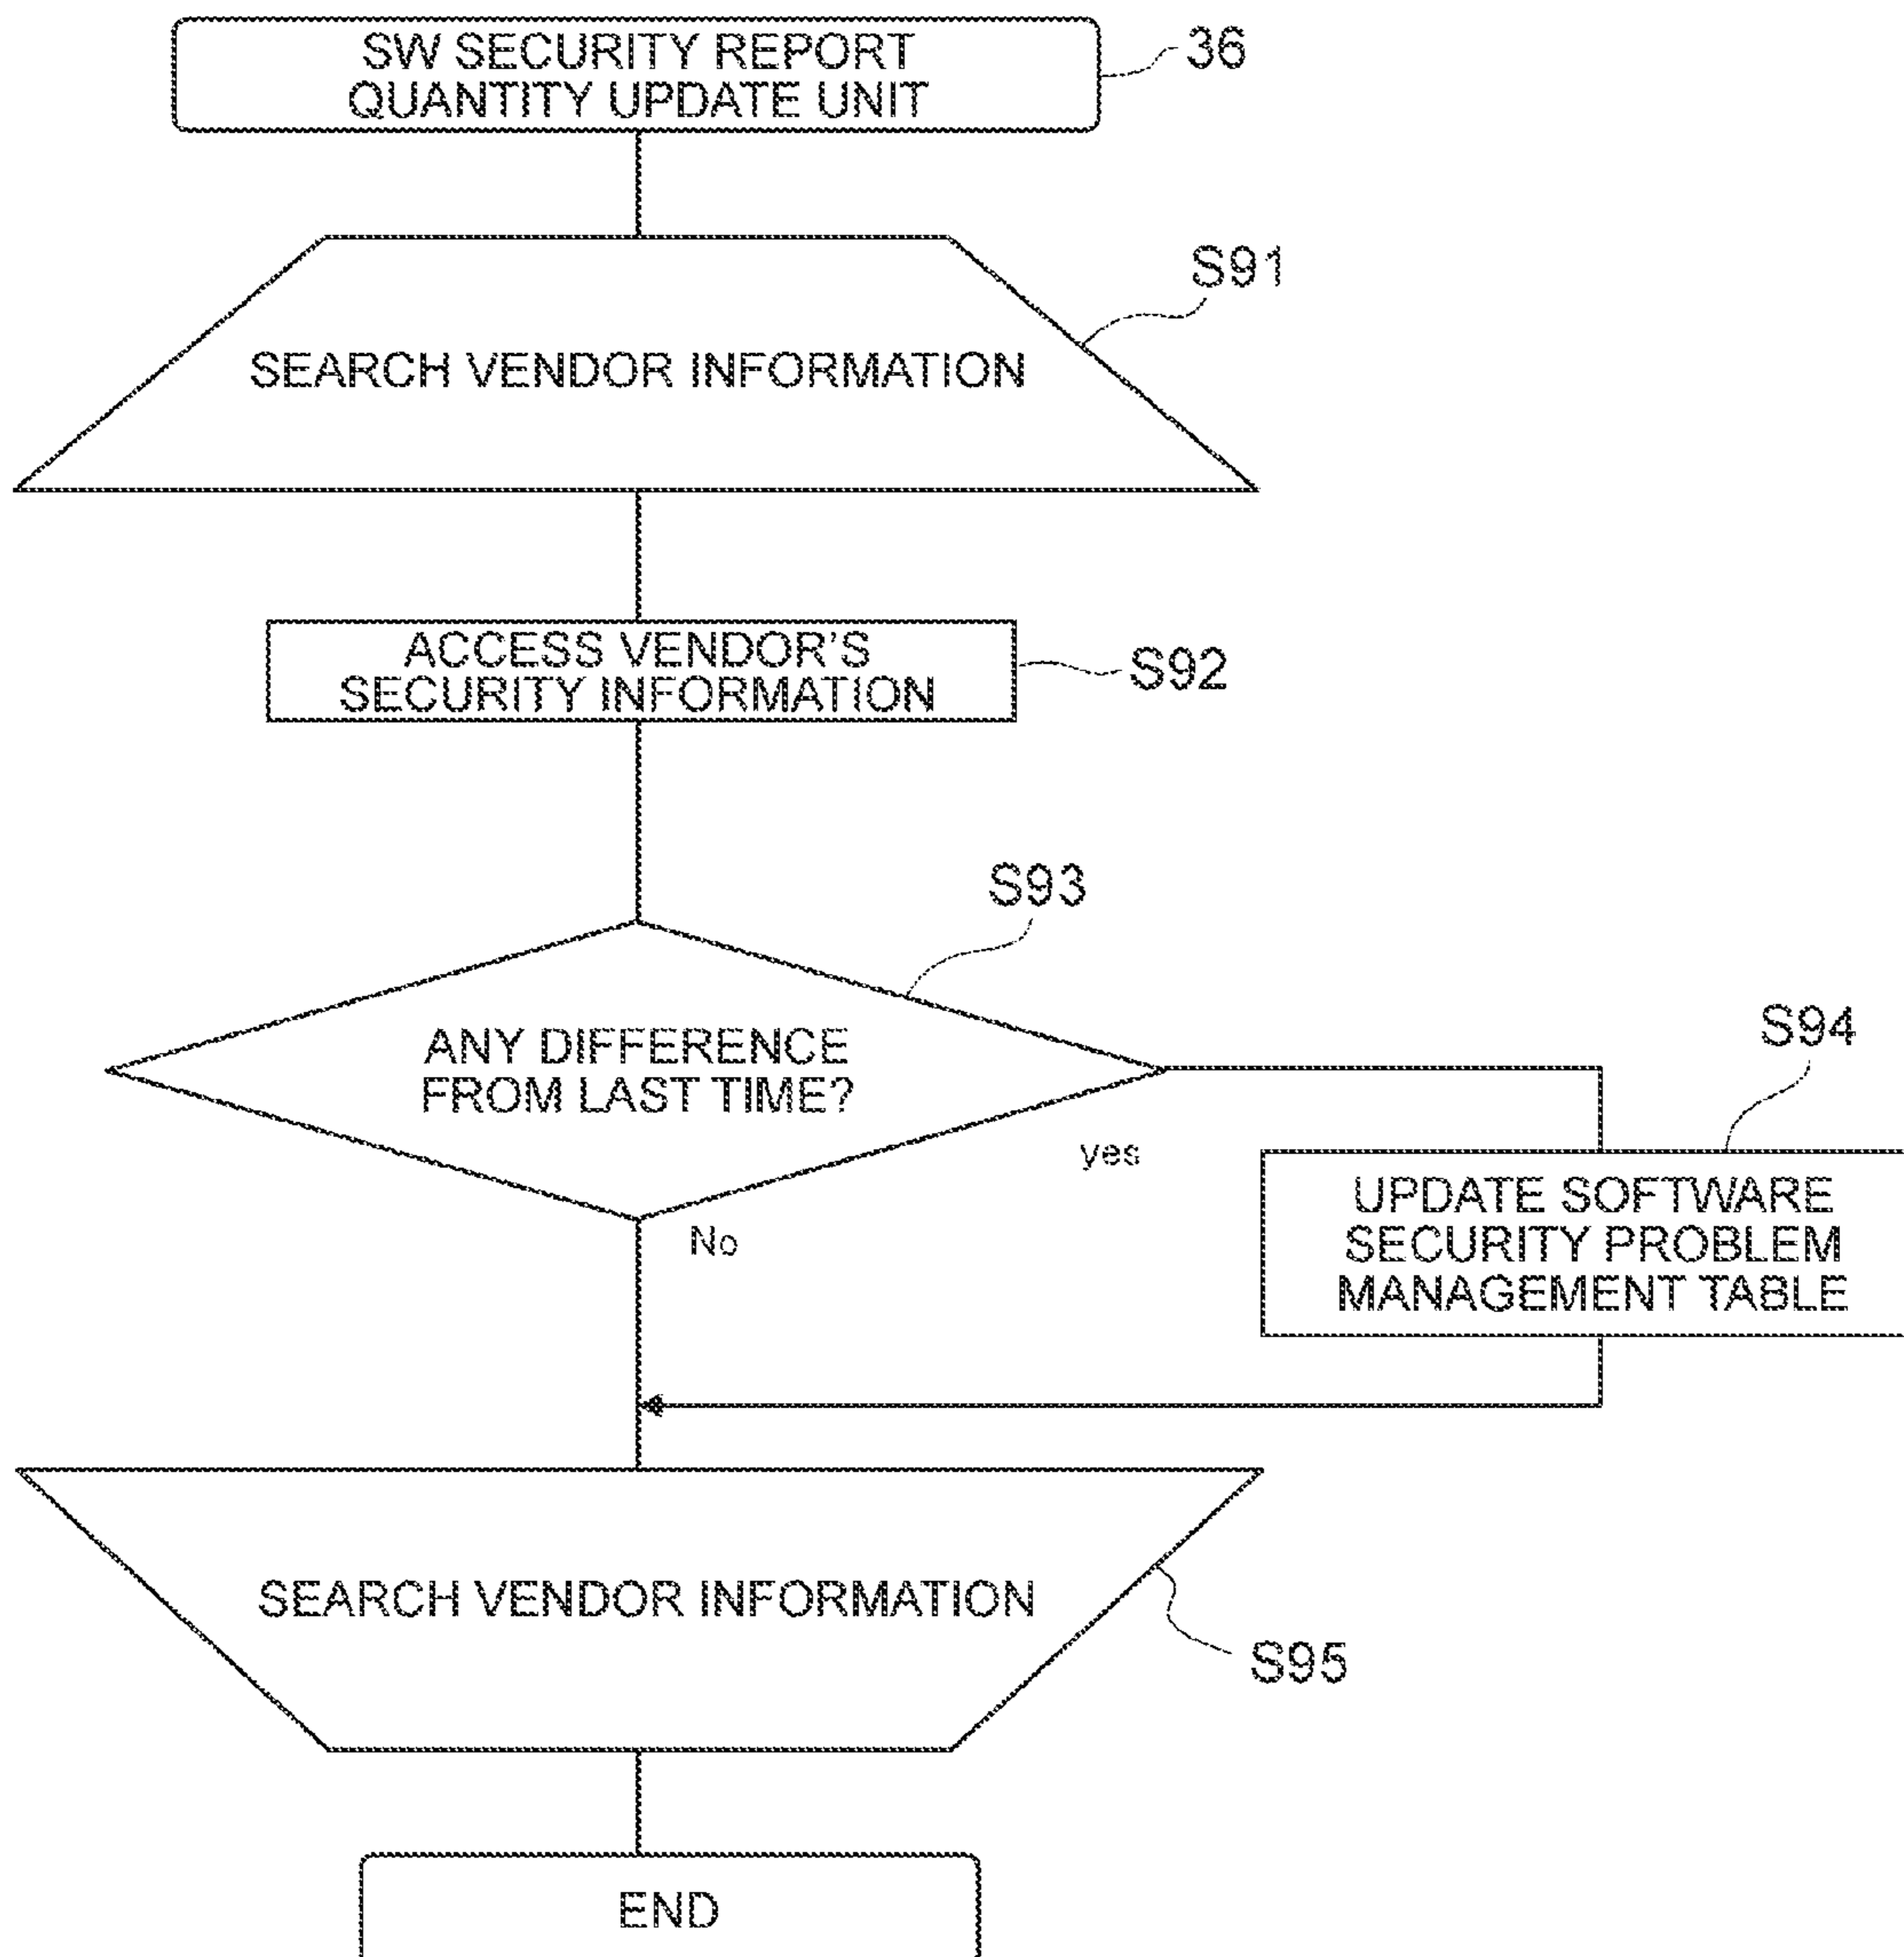 SW SECURITY REPORT
QUANTITY UPDATE UNIT
36
S91
SEARCH VENDOR INFORMATION
ACCESS VENDOR'S
SECURITY INFORMATION
S92
S93
ANY DIFFERENCE
FROM LAST TIME?
yes
No
S94
UPDATE SOFTWARE
SECURITY PROBLEM
MANAGEMENT TABLE
SEARCH VENDOR INFORMATION
S95
END